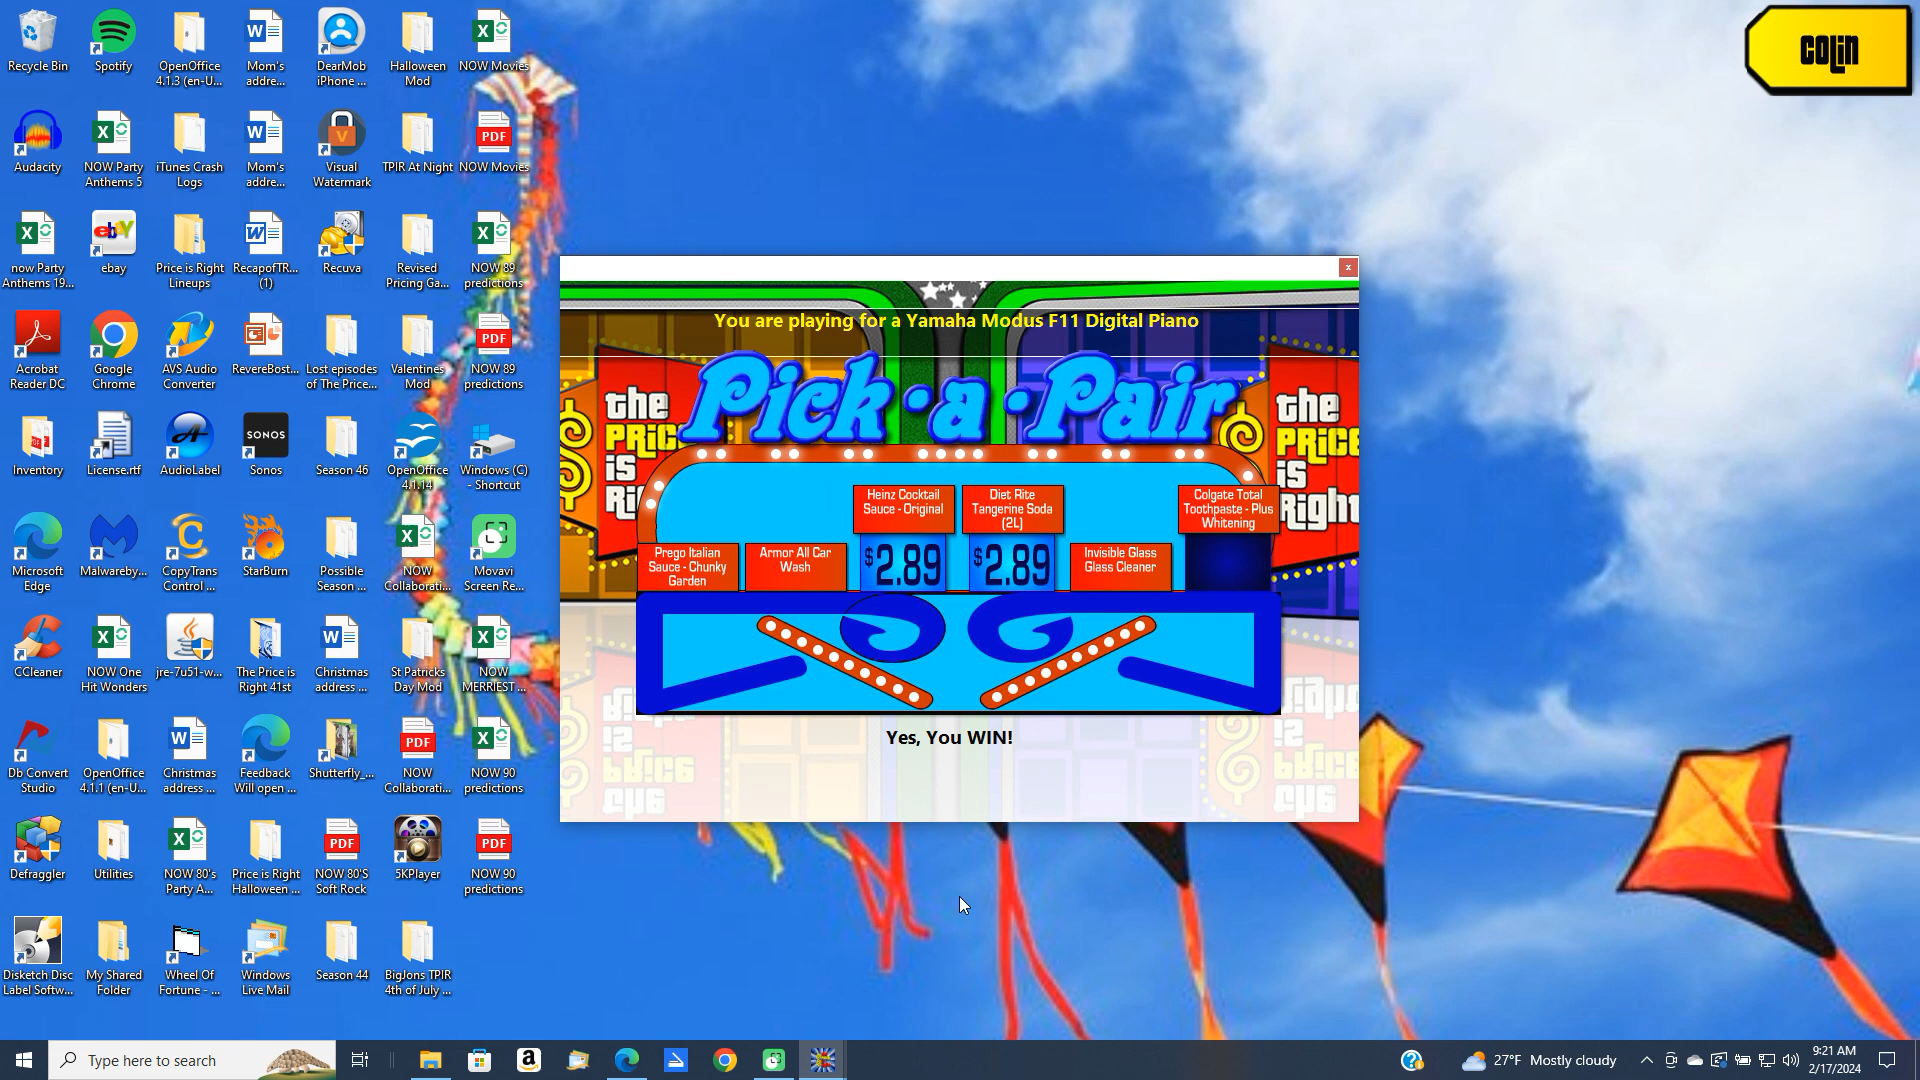 Recycle Bin
Spotify
OpenOffice
4.1.3 (en-U...
Mom's
addre...
DearMob
iPhone ...
Halloween
Mod
NOW Movies
Audacity
NOW Party
Anthems 5
iTunes Crash
Logs
Mom's
addre...
Visual
Watermark
TPIR At Night
PDF
NOW Movies
now Party
Anthems 19...
ebay
ebay
Price is Right
Lineups
RecapofTR...
(1)
Recuva
Revised
Pricing Ga...
NOW 89
predictions
Acrobat
Reader DC
Google
Chrome
AVS Audio
Converter
RevereBost...
Lost episodes
of The Price...
Valentines
Mod
PDF
NOW 89
predictions
Inventory
License.rtf
AudioLabel
SONOS
Sonos
Season 46
OpenOffice
4.1.14
Windows (C)
- Shortcut
Microsoft
Edge
Malwareby...
CopyTrans
Control ...
StarBurn
Possible
Season ...
NOW
Collaborati...
Movavi
Screen Re...
CCleaner
NOW One
Hit Wonders
jre-7u51-w...
The Price is
Right 41st
Christmas
address ...
St Patricks
Day Mod
NOW
MERRIEST ...
Db Convert
Studio
OpenOffice
4.1.1 (en-U...
Christmas
address ...
Feedback
Will open ...
Shutterfly_...
PDF
NOW
Collaborati...
NOW 90
predictions
Defraggler
Utilities
NOW 80'S
Party A...
Price is Right
Halloween ...
PDF
NOW 80'S
Soft Rock
5KPlayer
PDF
NOW 90
predictions
Disketch Disc
Label Softw...
My Shared
Folder
Wheel Of
Fortune - ...
Windows
Live Mail
Season 44
BigJons TPIR
4th of July ...
COLIN
x
You are playing for a Yamaha Modus F11 Digital Piano
Pick·a·Pair
the
PRICE
is
Right
the
PRICE
is
Right
Heinz Cocktail
Sauce - Original
Diet Rite
Tangerine Soda
(2L)
Colgate Total
Toothpaste - Plus
Whitening
Prego Italian
Sauce - Chunky
Garden
Armor All Car
Wash
$2.89
$2.89
Invisible Glass
Glass Cleaner
Yes, You WIN!
Type here to search
27°F Mostly cloudy
9:21 AM
2/17/2024